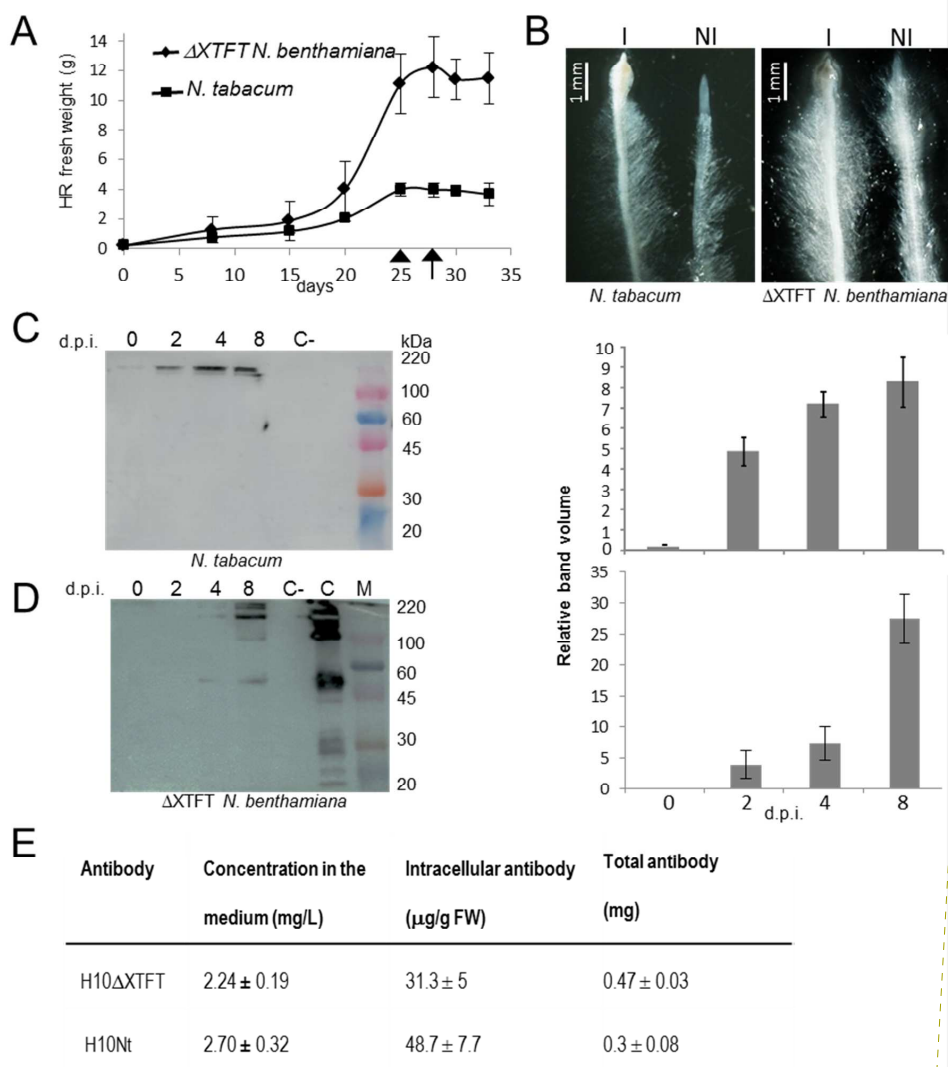 A
HR fresh weight (g)
14
12
10
8
6
4
2
0
ΔXTFT N. benthamiana
N. tabacum
0 5 10 15 20 25 30 35
days
B
I NI I NI
1 mm
1 mm
N. tabacum
ΔXTFT N. benthamiana
C
d.p.i. 0 2 4 8 C-
kDa
220
100
60
45
30
20
N. tabacum
D
d.p.i. 0 2 4 8 C- C M
220
100
60
45
30
20
ΔXTFT N. benthamiana
Relative band volume
10
9
8
7
6
5
4
3
2
1
0
35
30
25
20
15
10
5
0
0 2 4 8
d.p.i.
E
Antibody Concentration in the medium (mg/L) Intracellular antibody (μg/g FW) Total antibody (mg)
H10ΔXTFT 2.24 ± 0.19 31.3 ± 5 0.47 ± 0.03
H10Nt 2.70 ± 0.32 48.7 ± 7.7 0.3 ± 0.08